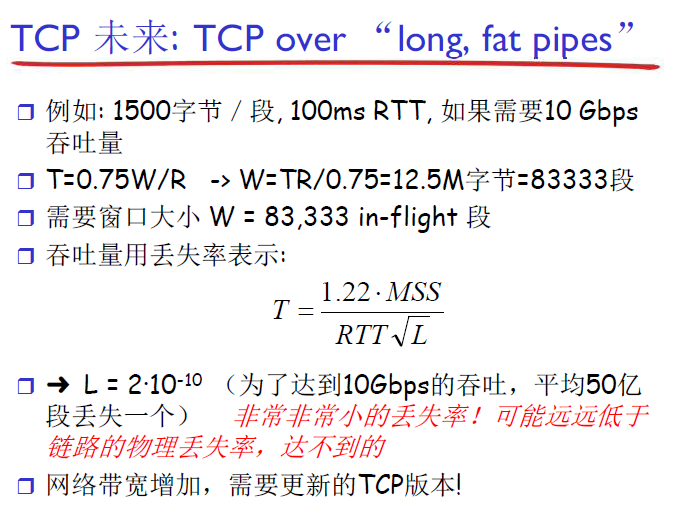 TCP 未来: TCP over “long, fat pipes”
例如: 1500字节／段, 100ms RTT, 如果需要10 Gbps
吞吐量
T=0.75W/R -> W=TR/0.75=12.5M字节=83333段
需要窗口大小 W = 83,333 in-flight 段
吞吐量用丢失率表示:
T = \frac{1.22 \cdot MSS}{RTT\sqrt{L}}
➜ L = 2·10⁻¹⁰ （为了达到10Gbps的吞吐，平均50亿
段丢失一个） 非常非常小的丢失率！可能远远低于
链路的物理丢失率，达不到的
网络带宽增加，需要更新的TCP版本!